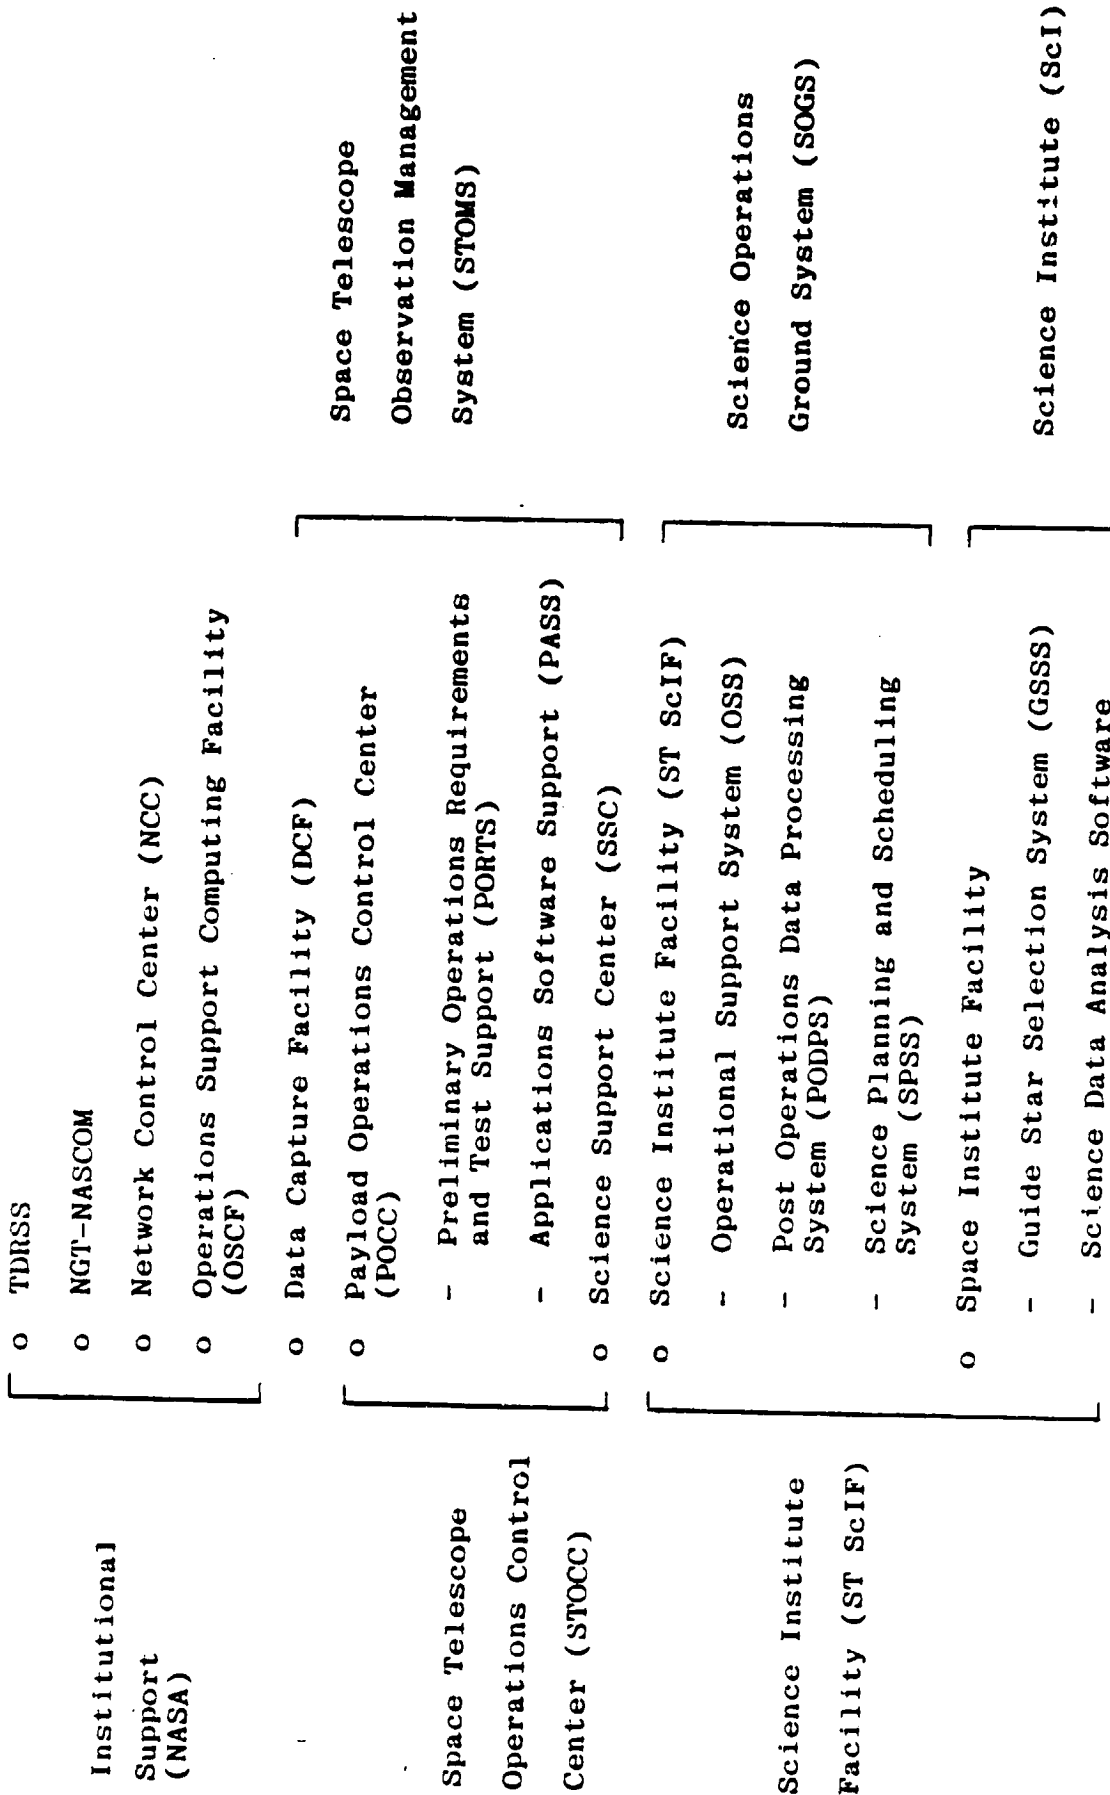 Institutional
Support
(NASA)
o TDRSS
o NGT-NASCOM
o Network Control Center (NCC)
o Operations Support Computing Facility
(OSCF)
o Data Capture Facility (DCF)
Space Telescope
Operations Control
Center (STOCC)
o Payload Operations Control Center
(POCC)
- Preliminary Operations Requirements
and Test Support (PORTS)
- Applications Software Support (PASS)
o Science Support Center (SSC)
Space Telescope
Observation Management
System (STOMS)
Science Institute
Facility (ST ScIF)
o Science Institute Facility (ST ScIF)
- Operational Support System (OSS)
- Post Operations Data Processing
System (PODPS)
- Science Planning and Scheduling
System (SPSS)
Science Operations
Ground System (SOGS)
o Space Institute Facility
- Guide Star Selection System (GSSS)
- Science Data Analysis Software
Science Institute (ScI)